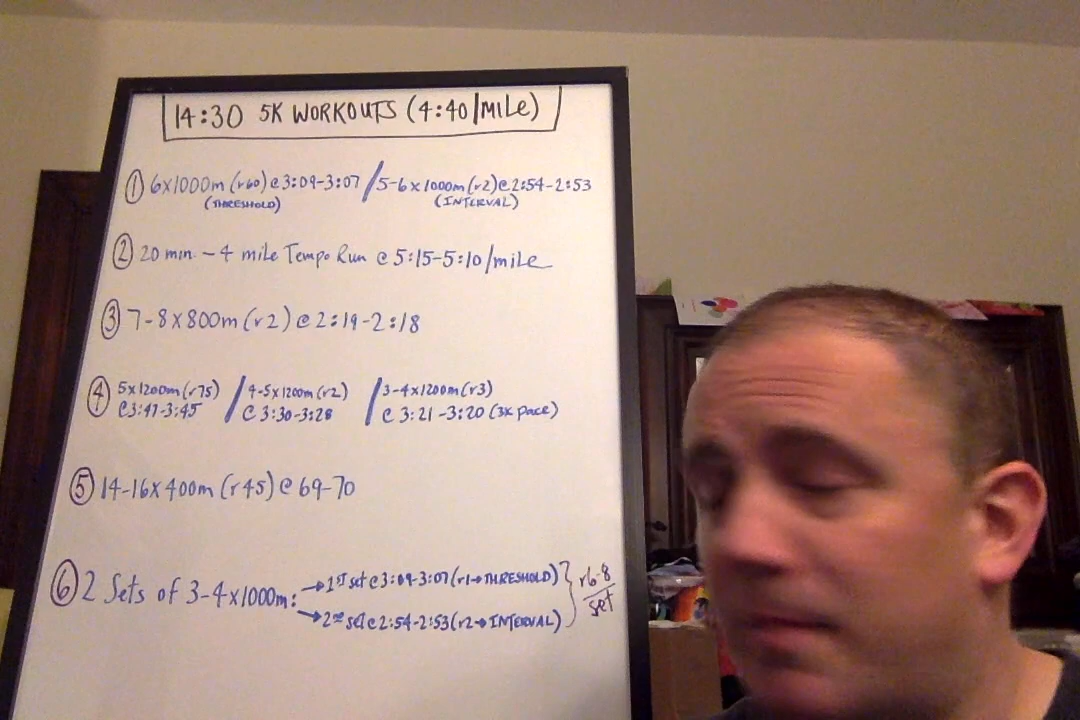 14:30 5K WORKOUTS (4:40/MILe)
① 6x1000m (r60) @ 3:09-3:07 / 5-6x1000m (r2) @ 2:54-2:53
(THRESHOLD) (INTERVAL)
② 20 min - 4 mile Tempo Run @ 5:15-5:10/mile
③ 7-8x800m (r2) @ 2:19-2:18
④ 5x1200m (r75) / 4-5x1200m (r2) / 3-4x1200m (r3)
@3:47-3:45 @ 3:30-3:28 @ 3:21-3:20 (3K pace)
⑤ 14-16x400m (r45) @ 69-70
⑥ 2 Sets of 3-4x1000m: →1ST set @ 3:09-3:07 (r1→THRESHOLD)
→2nd set @ 2:54-2:53 (r2→INTERVAL)
r6-8
set